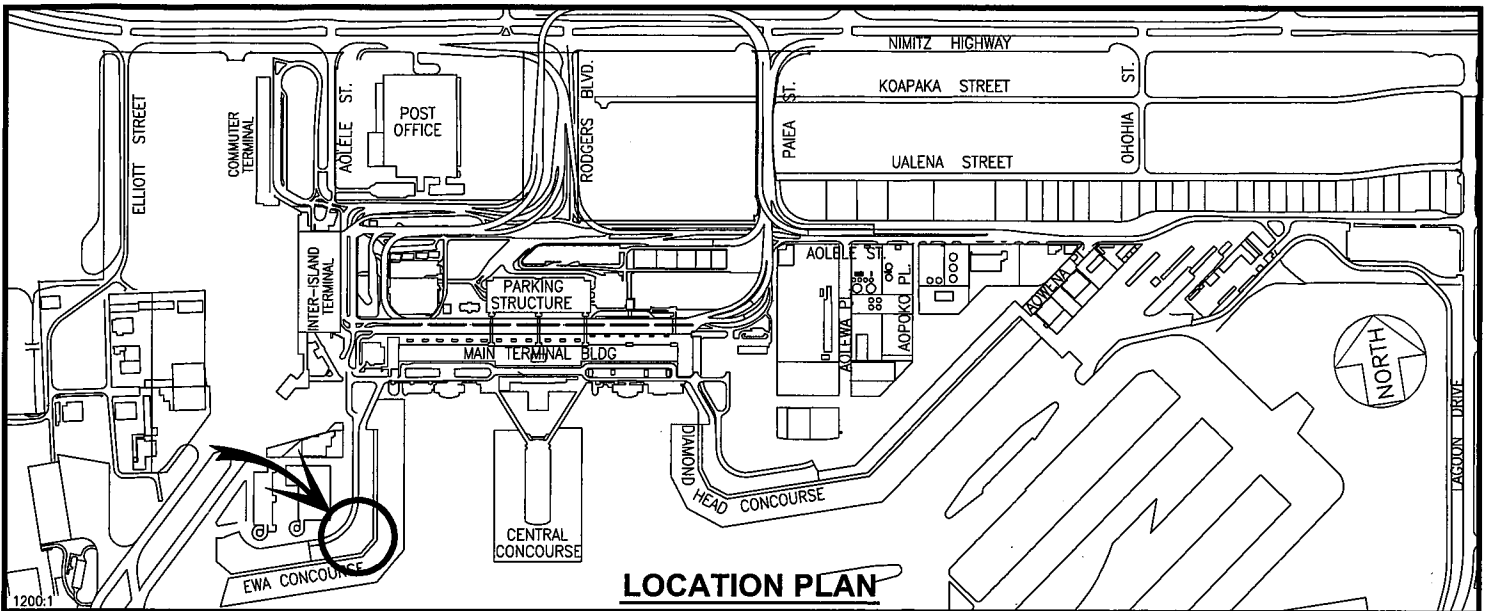 NIMITZ HIGHWAY
KOAPAKA STREET
UALENA STREET
ELLIOTT STREET
COMMUTER
TERMINAL
AOLELE ST.
POST
OFFICE
RODGERS BLVD.
PAIEA ST.
OHOHIA ST.
INTER-ISLAND
TERMINAL
PARKING
STRUCTURE
MAIN TERMINAL BLDG
AOLELE ST.
AOLEWA PL.
AOPOKO PL.
AOWENA PL.
NORTH
LAGOON DRIVE
DIAMOND
HEAD CONCOURSE
CENTRAL
CONCOURSE
EWA CONCOURSE
LOCATION PLAN
1200:1